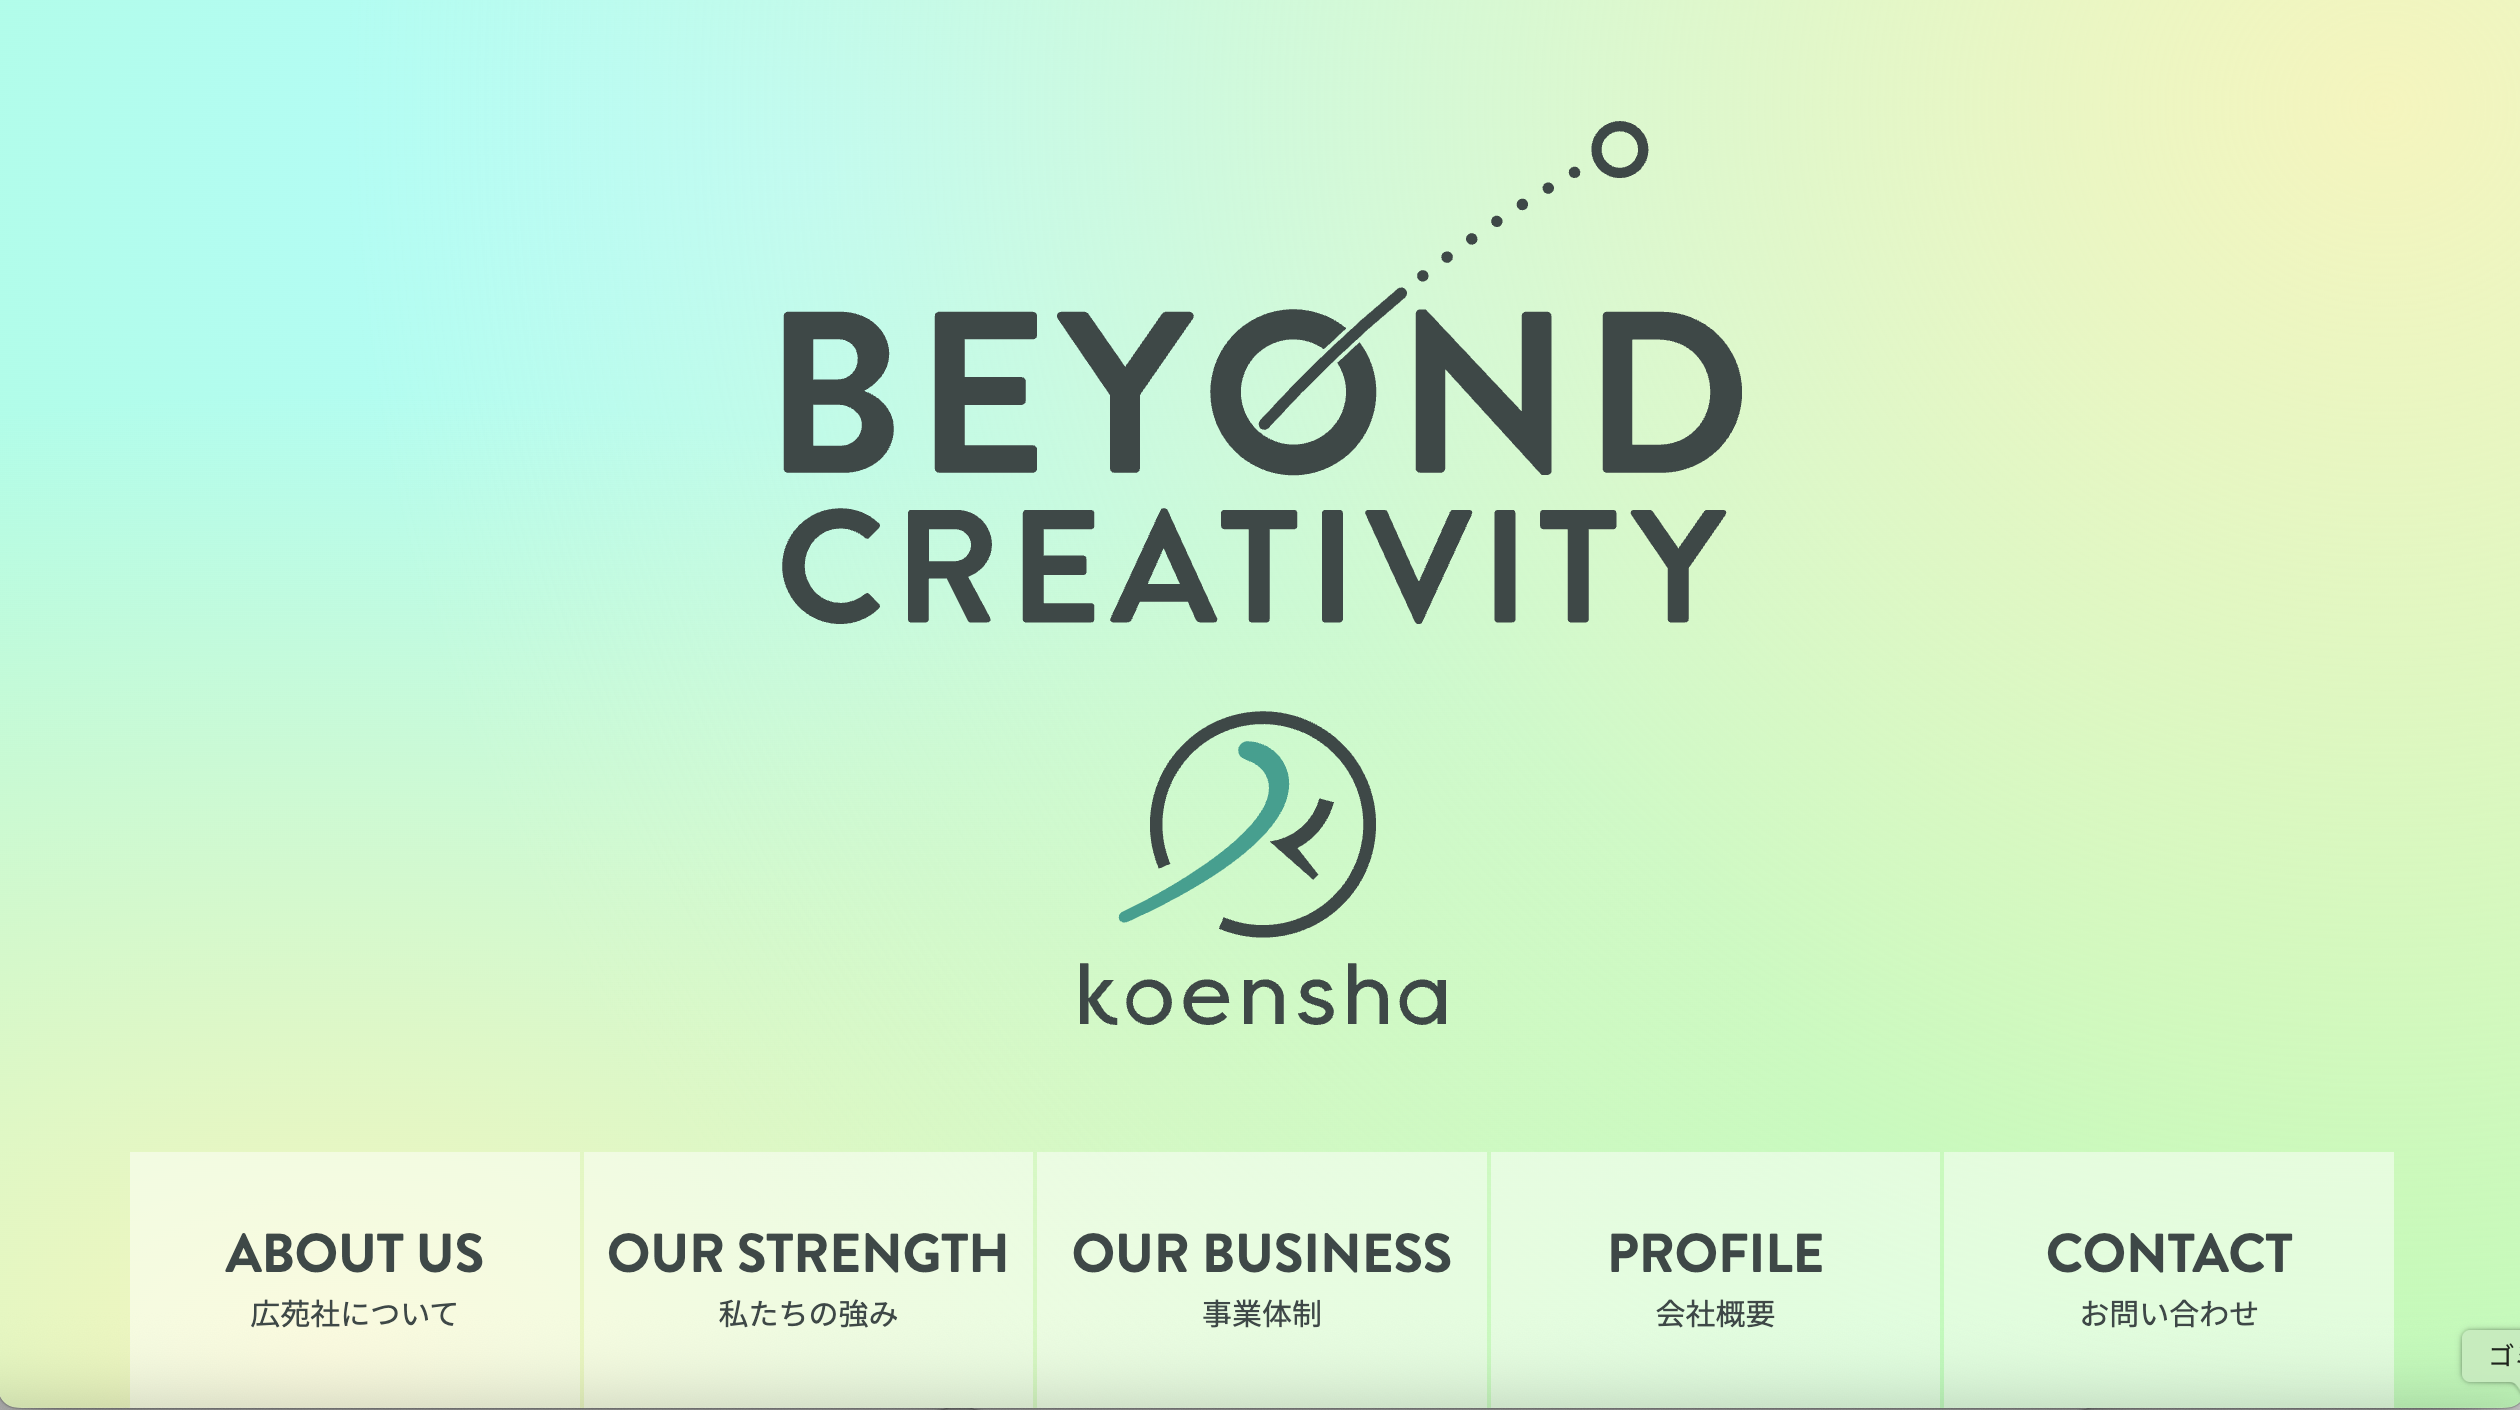 BEYOND
CREATIVITY
koensha
ABOUT US
広苑社について
OUR STRENGTH
私たちの強み
OUR BUSINESS
事業体制
PROFILE
会社概要
CONTACT
お問い合わせ